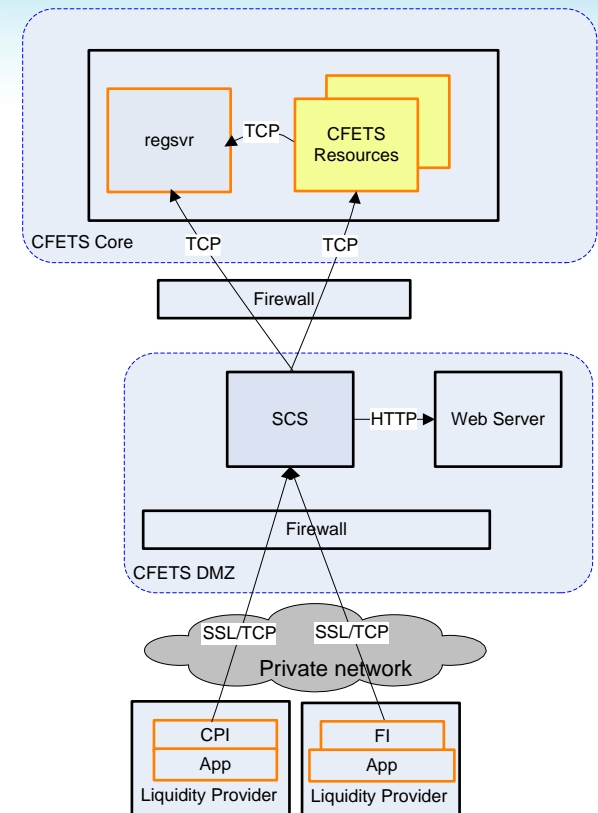 regsvr
TCP
CFETS
Resources
TCP
TCP
CFETS Core
Firewall
SCS
HTTP
Web Server
Firewall
CFETS DMZ
SSL/TCP
SSL/TCP
Private network
CPI
App
Liquidity Provider
FI
App
Liquidity Provider